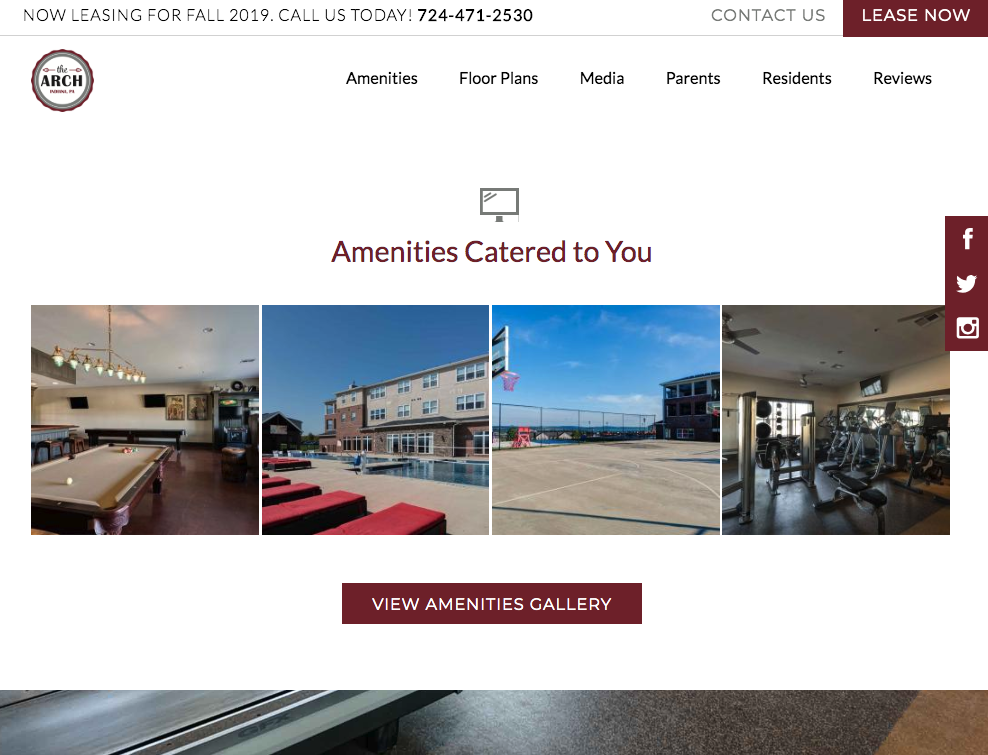 NOW LEASING FOR FALL 2019. CALL US TODAY! 724-471-2530
CONTACT US
LEASE NOW
the
ARCH
INDIANA, PA
Amenities
Floor Plans
Media
Parents
Residents
Reviews
Amenities Catered to You
VIEW AMENITIES GALLERY